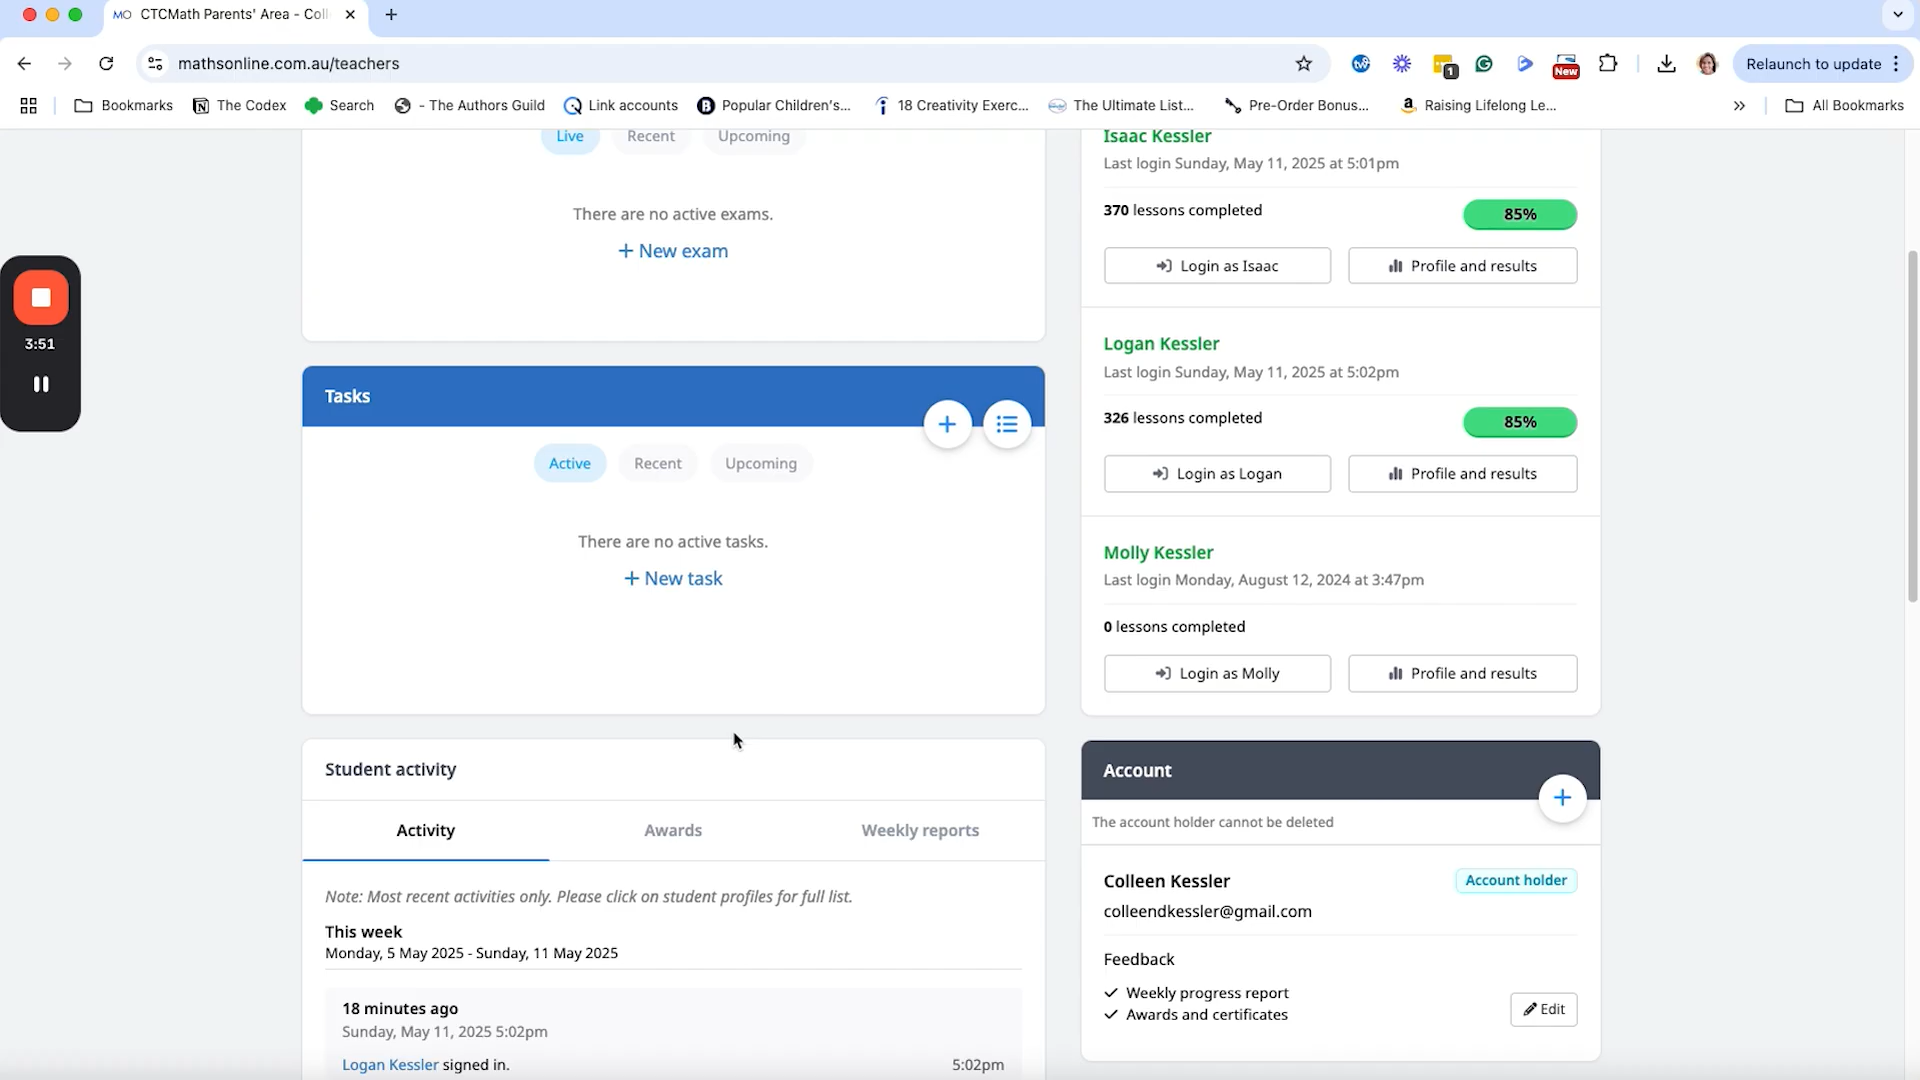 MO CTCMath Parents' Area - Coll
mathsonline.com.au/teachers
1
New
Relaunch to update
Bookmarks
The Codex
Search
- The Authors Guild
Link accounts
Popular Children's...
18 Creativity Exerc...
The Ultimate List...
Pre-Order Bonus...
Raising Lifelong Le...
All Bookmarks
Live
Recent
Upcoming
There are no active exams.
+ New exam
3:51
Tasks
Active
Recent
Upcoming
There are no active tasks.
+ New task
Student activity
Activity
Awards
Weekly reports
Note: Most recent activities only. Please click on student profiles for full list.
This week
Monday, 5 May 2025 - Sunday, 11 May 2025
18 minutes ago
Sunday, May 11, 2025 5:02pm
Logan Kessler signed in.
5:02pm
Isaac Kessler
Last login Sunday, May 11, 2025 at 5:01pm
370 lessons completed
85%
Login as Isaac
Profile and results
Logan Kessler
Last login Sunday, May 11, 2025 at 5:02pm
326 lessons completed
85%
Login as Logan
Profile and results
Molly Kessler
Last login Monday, August 12, 2024 at 3:47pm
0 lessons completed
Login as Molly
Profile and results
Account
The account holder cannot be deleted
Colleen Kessler
Account holder
colleendkessler@gmail.com
Feedback
Weekly progress report
Awards and certificates
Edit